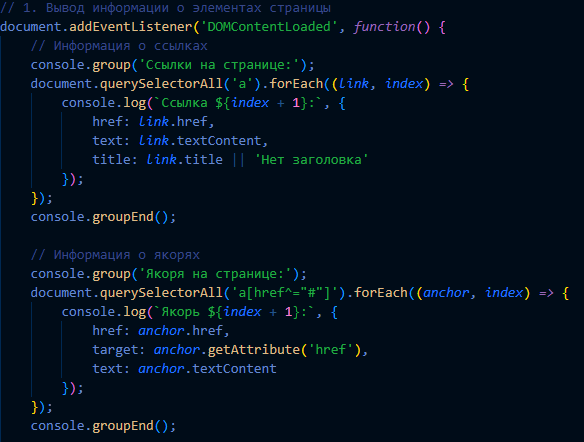 // 1. Вывод информации о элементах страницы
document.addEventListener('DOMContentLoaded', function() {
    // Информация о ссылках
    console.group('Ссылки на странице:');
    document.querySelectorAll('a').forEach((link, index) => {
        console.log(`Ссылка ${index + 1}:`, {
            href: link.href,
            text: link.textContent,
            title: link.title || 'Нет заголовка'
        });
    });
    console.groupEnd();

    // Информация о якорях
    console.group('Якоря на странице:');
    document.querySelectorAll('a[href^="#"]').forEach((anchor, index) => {
        console.log(`Якорь ${index + 1}:`, {
            href: anchor.href,
            target: anchor.getAttribute('href'),
            text: anchor.textContent
        });
    });
    console.groupEnd();